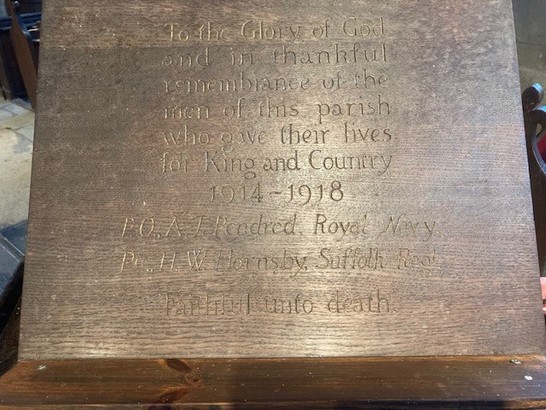 To the Glory of God
and in thankful
remembrance of the
men of this parish
who gave their lives
for King and Country
1914-1918
P.O., A. J. Pendred, Royal Navy
Pte., H. W. Hornsby, Suffolk Regt
"Faithful unto death."